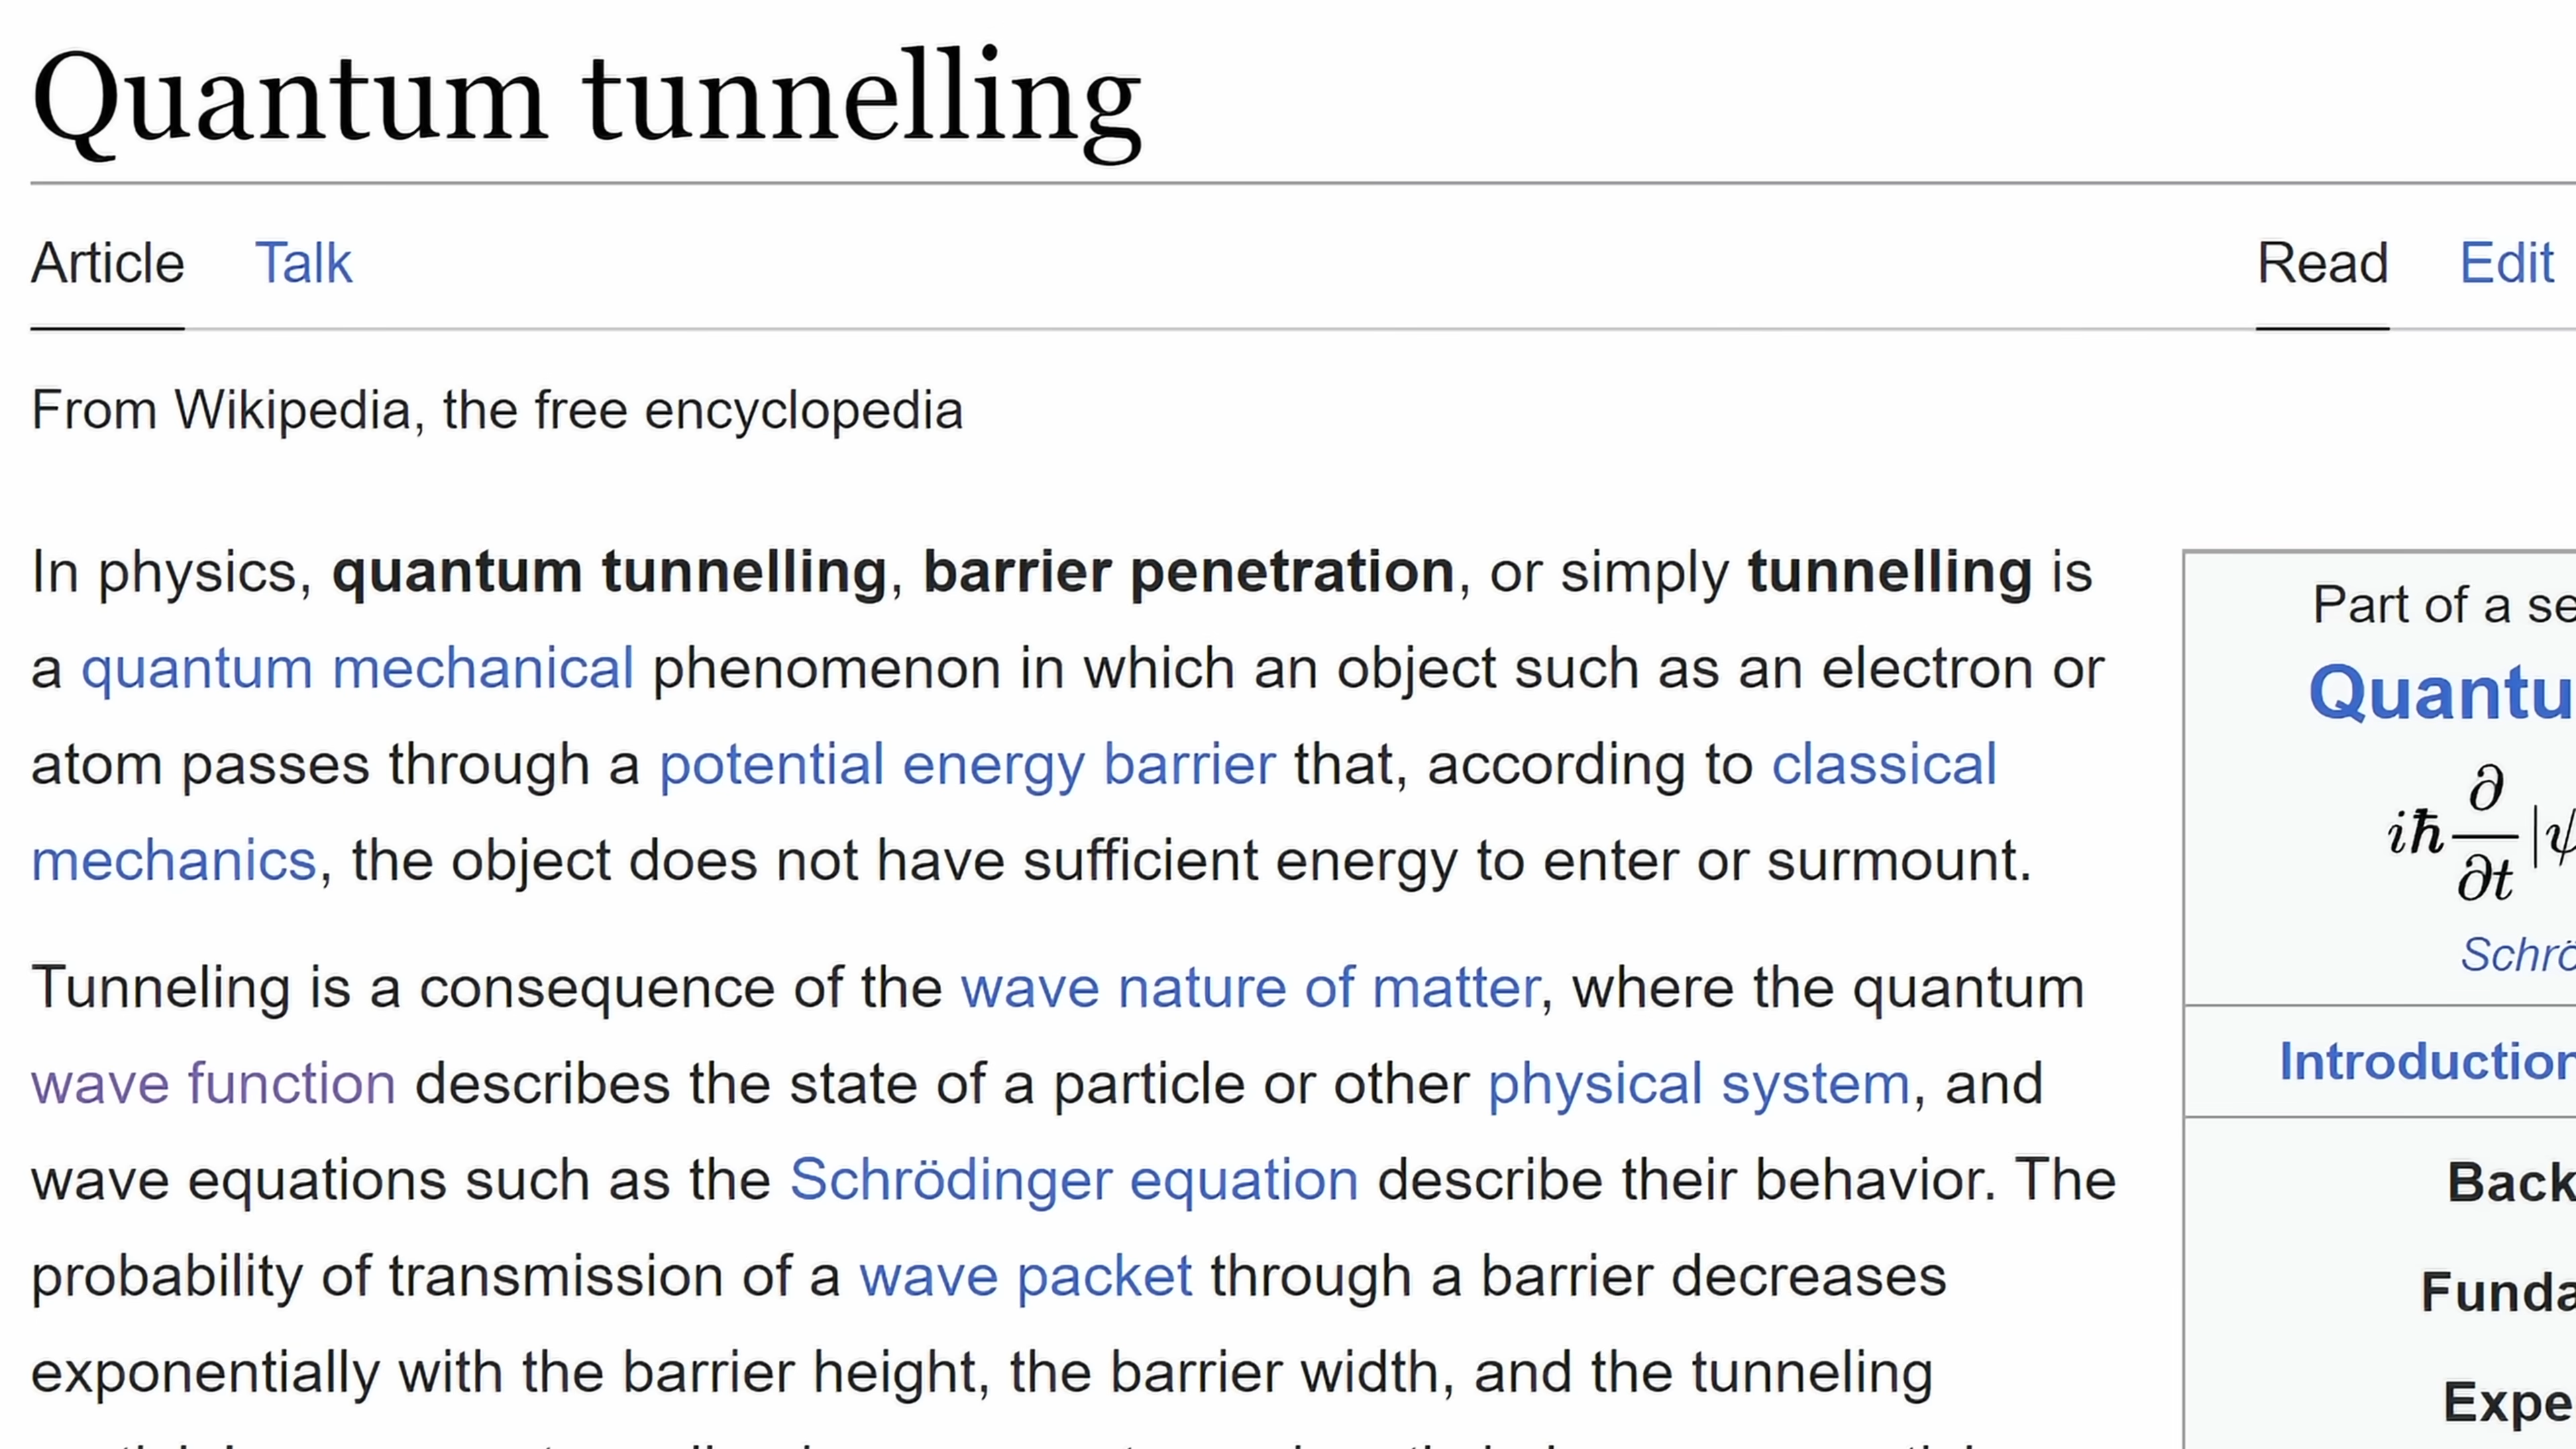 Quantum tunnelling
Article Talk Read Edit
From Wikipedia, the free encyclopedia
In physics, quantum tunnelling, barrier penetration, or simply tunnelling is
a quantum mechanical phenomenon in which an object such as an electron or
atom passes through a potential energy barrier that, according to classical
mechanics, the object does not have sufficient energy to enter or surmount.
Tunneling is a consequence of the wave nature of matter, where the quantum
wave function describes the state of a particle or other physical system, and
wave equations such as the Schrödinger equation describe their behavior. The
probability of transmission of a wave packet through a barrier decreases
exponentially with the barrier height, the barrier width, and the tunneling
Part of a se
Quantu
iħ ∂/∂t |ψ
Schrö
Introduction
Back
Funda
Expe